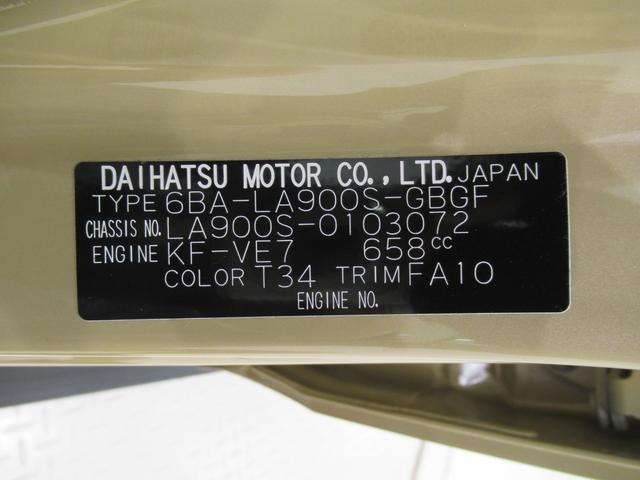 DAIHATSU MOTOR CO., LTD. JAPAN
TYPE 6BA-LA900S-GBGF
CHASSIS NO. LA900S-0103072
ENGINE KF-VE7 658cc
COLOR T34 TRIM FA10
ENGINE NO.